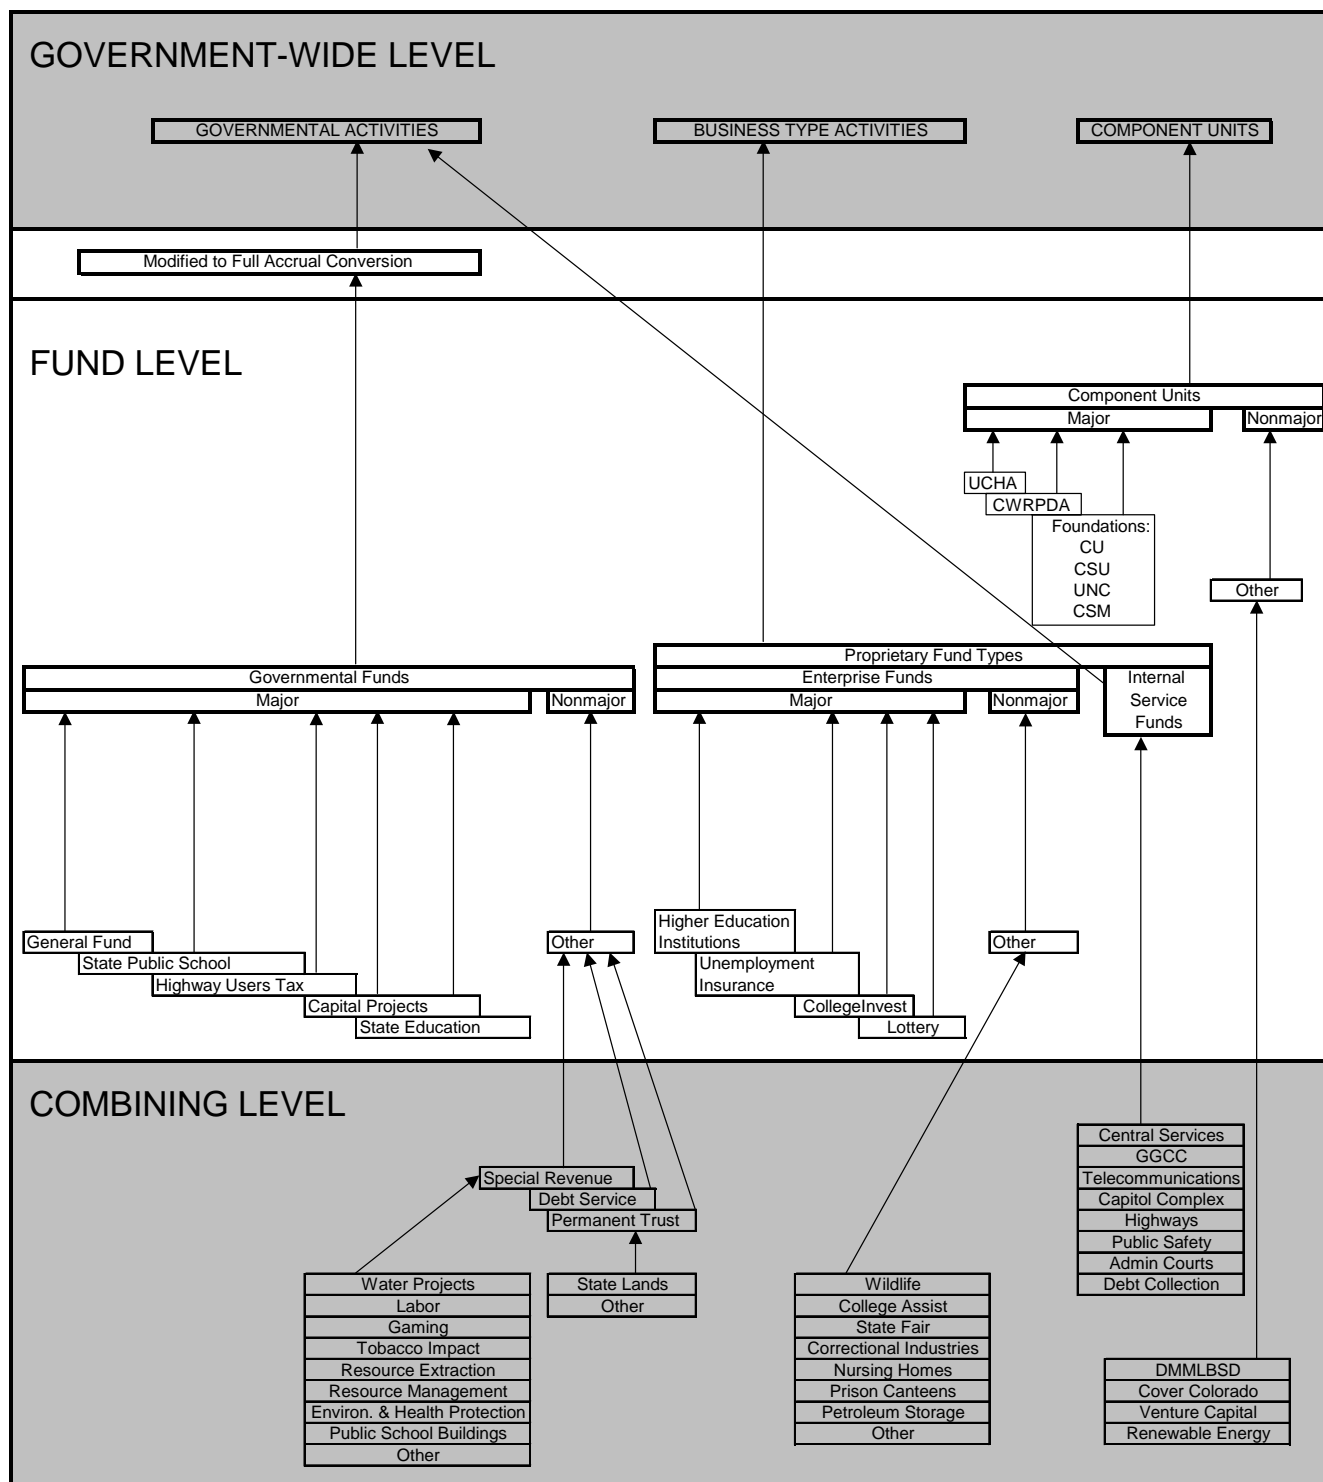 GOVERNMENT-WIDE LEVEL
GOVERNMENTAL ACTIVITIES
BUSINESS TYPE ACTIVITIES
COMPONENT UNITS
Modified to Full Accrual Conversion
FUND LEVEL
Component Units
Major
Nonmajor
UCHA
CWRPDA
Foundations:
CU
CSU
UNC
CSM
Other
Governmental Funds
Major
Nonmajor
Proprietary Fund Types
Enterprise Funds
Major
Nonmajor
Internal
Service
Funds
General Fund
State Public School
Highway Users Tax
Capital Projects
State Education
Other
Higher Education
Institutions
Unemployment
Insurance
CollegeInvest
Lottery
Other
COMBINING LEVEL
Special Revenue
Debt Service
Permanent Trust
Water Projects
Labor
Gaming
Tobacco Impact
Resource Extraction
Resource Management
Environ. & Health Protection
Public School Buildings
Other
State Lands
Other
Wildlife
College Assist
State Fair
Correctional Industries
Nursing Homes
Prison Canteens
Petroleum Storage
Other
Central Services
GGCC
Telecommunications
Capitol Complex
Highways
Public Safety
Admin Courts
Debt Collection
DMMLBSD
Cover Colorado
Venture Capital
Renewable Energy